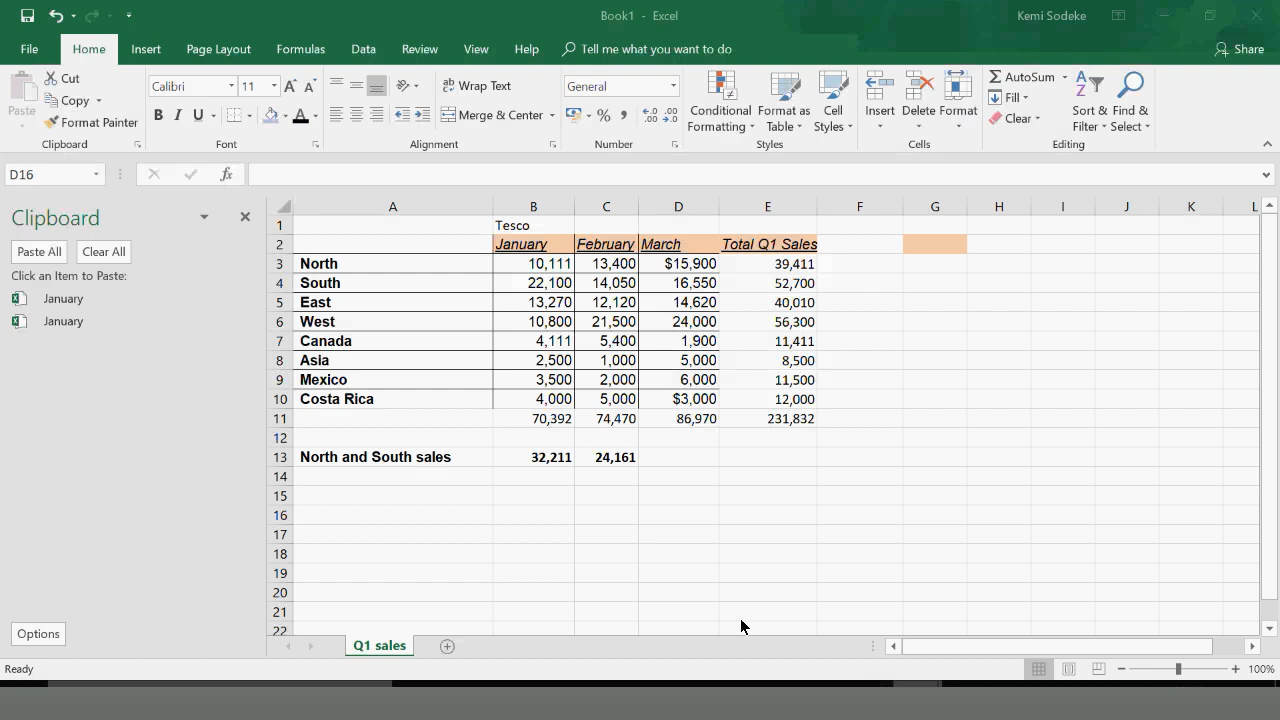 Book1 - Excel Kemi Sodeke
File Home Insert Page Layout Formulas Data Review View Help Tell me what you want to do Share
Paste Cut Copy Format Painter
Clipboard
Calibri 11 A A B I U A
Font
ab Wrap Text Merge & Center
Alignment
General % , .0 .00 .00 .0
Number
Conditional Formatting Format as Table Cell Styles
Styles
Insert Delete Format
Cells
AutoSum Fill Clear Sort & Filter Find & Select
Editing
D16 fx
Clipboard
Paste All Clear All
Click an Item to Paste:
January
January
Options
A B C D E F G H I J K L
1 Tesco
2 January February March Total Q1 Sales
3 North 10,111 13,400 $15,900 39,411
4 South 22,100 14,050 16,550 52,700
5 East 13,270 12,120 14,620 40,010
6 West 10,800 21,500 24,000 56,300
7 Canada 4,111 5,400 1,900 11,411
8 Asia 2,500 1,000 5,000 8,500
9 Mexico 3,500 2,000 6,000 11,500
10 Costa Rica 4,000 5,000 $3,000 12,000
11 70,392 74,470 86,970 231,832
12
13 North and South sales 32,211 24,161
14
15
16
17
18
19
20
21
22
Q1 sales
Ready 100%